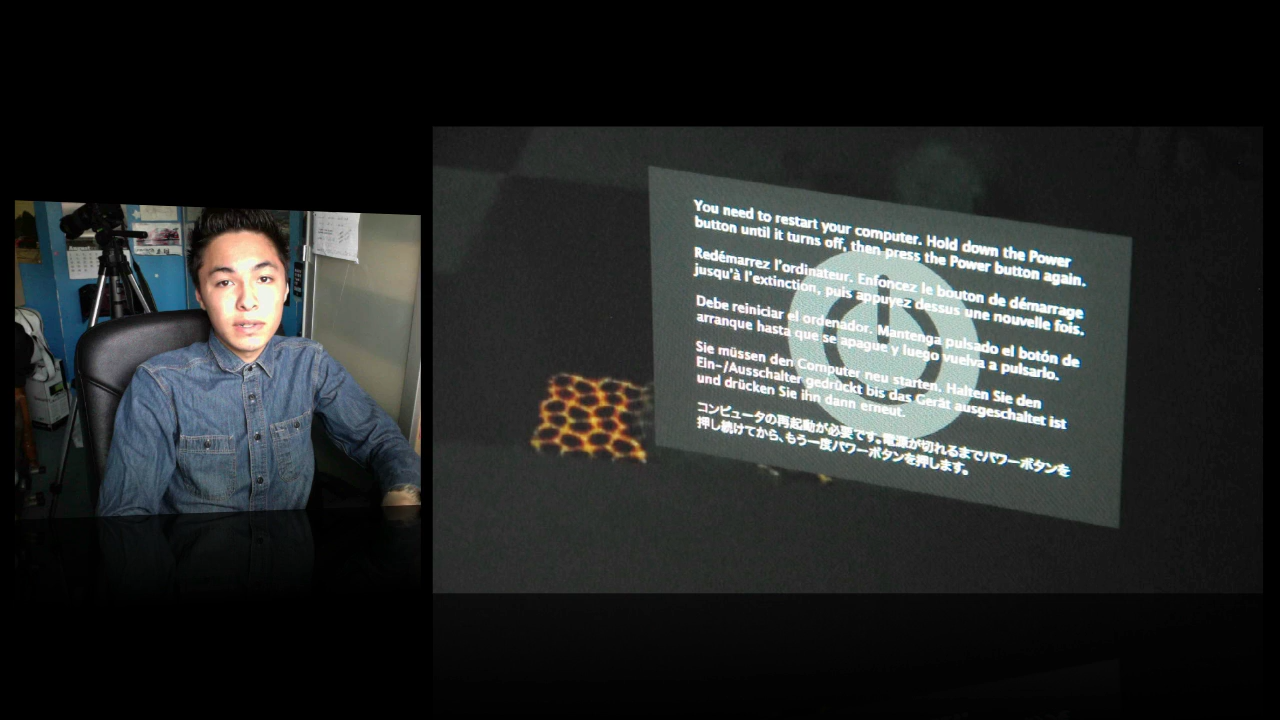 You need to restart your computer. Hold down the Power
button until it turns off, then press the Power button again.
Redémarrez l'ordinateur. Enfoncez le bouton de démarrage
jusqu'à l'extinction, puis appuyez dessus une nouvelle fois.
Debe reiniciar el ordenador. Mantenga pulsado el botón de
arranque hasta que se apague y luego vuelva a pulsarlo.
Sie müssen den Computer neu starten. Halten Sie den
Ein-/Ausschalter gedrückt bis das Gerät ausgeschaltet ist
und drücken Sie ihn dann erneut.
コンピュータの再起動が必要です。電源が切れるまでパワーボタンを
押し続けてから、もう一度パワーボタンを押します。